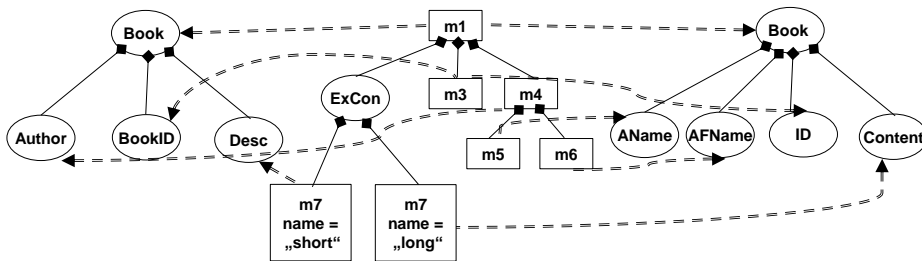 Book
m1
Book
ExCon
m3
m4
Author
BookID
Desc
m5
m6
AName
AFName
ID
Content
m7
name =
„short“
m7
name =
„long“